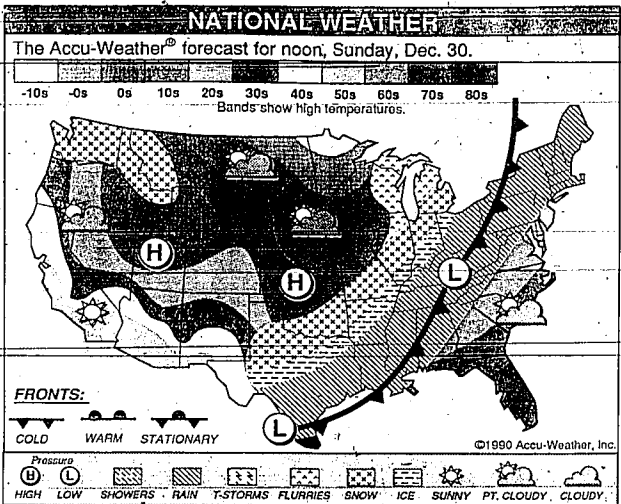 NATIONAL WEATHER
The Accu-Weather® forecast for noon, Sunday, Dec. 30.
-10s -0s 0s 10s 20s 30s 40s 50s 60s 70s 80s
Bands show high temperatures.
H
H
L
L
FRONTS:
COLD WARM STATIONARY
©1990 Accu-Weather, Inc.
Pressure
H L
HIGH LOW SHOWERS RAIN T-STORMS FLURRIES SNOW ICE SUNNY PT. CLOUDY CLOUDY